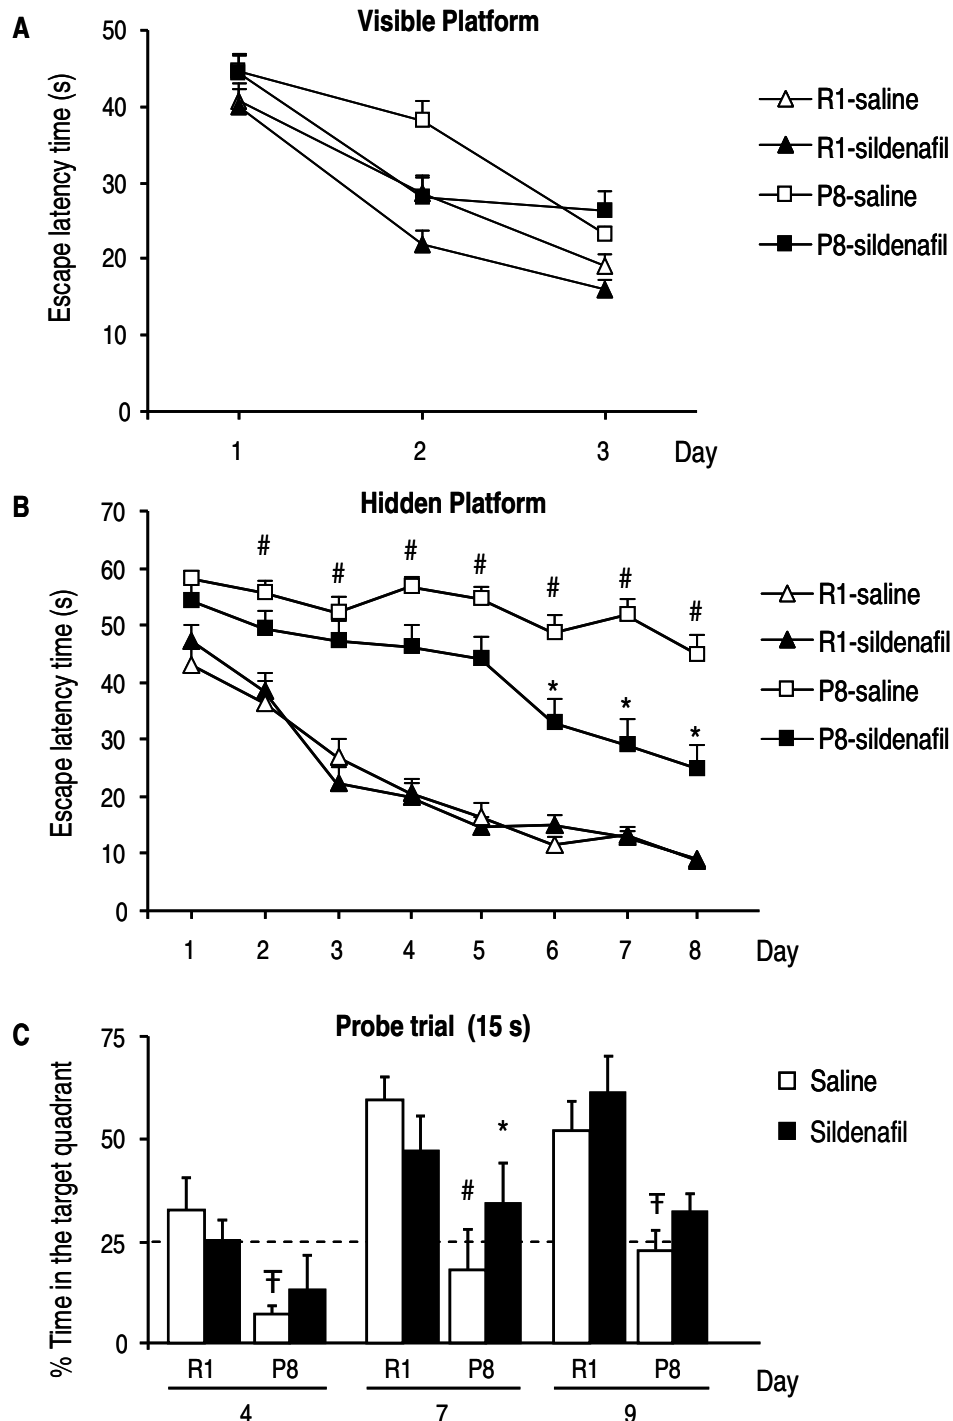 A
Visible Platform
Escape latency time (s)
50
40
30
20
10
0
1 2 3 Day
R1-saline
R1-sildenafil
P8-saline
P8-sildenafil
B
Hidden Platform
Escape latency time (s)
70
60
50
40
30
20
10
0
# # # # # # #
* * *
1 2 3 4 5 6 7 8 Day
R1-saline
R1-sildenafil
P8-saline
P8-sildenafil
C
Probe trial (15 s)
% Time in the target quadrant
75
50
25
0
Ŧ # * Ŧ
Saline
Sildenafil
R1 P8 R1 P8 R1 P8
4 7 9 Day